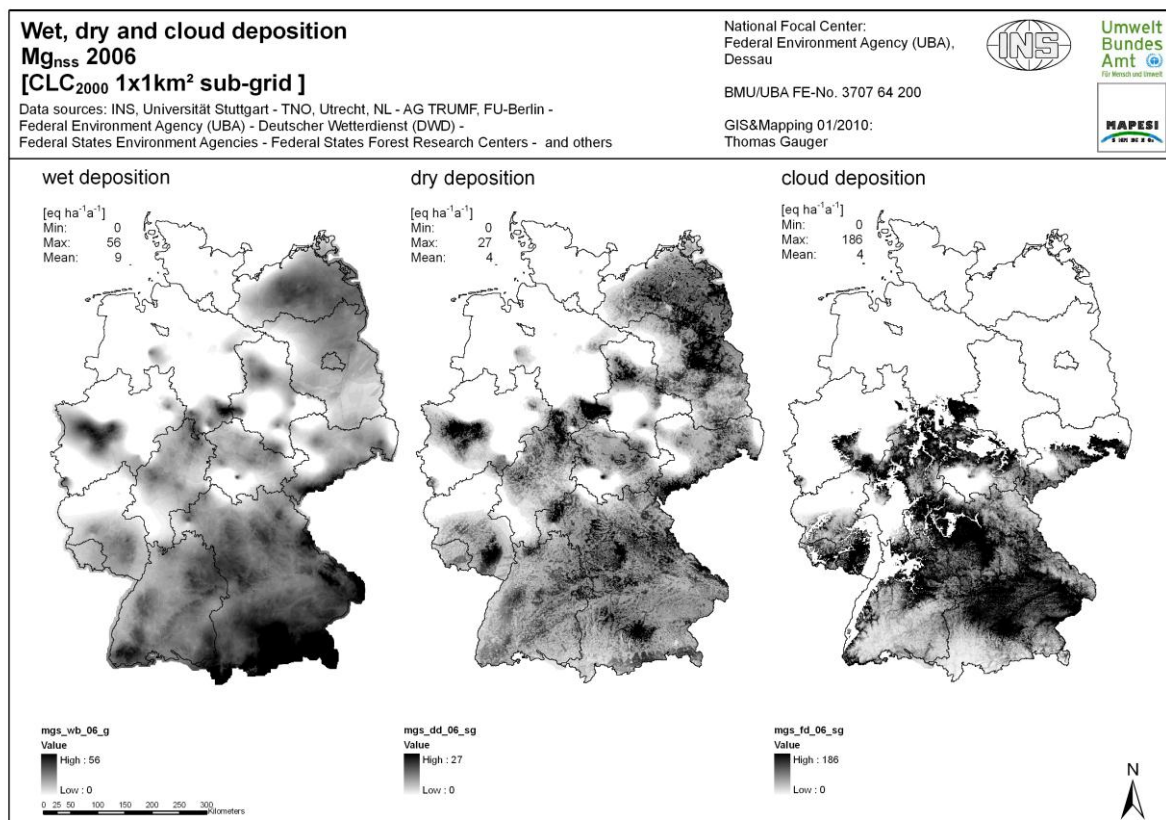 Wet, dry and cloud deposition
Mgnss 2006
[CLC2000 1x1km² sub-grid ]
Data sources: INS, Universität Stuttgart - TNO, Utrecht, NL - AG TRUMF, FU-Berlin -
Federal Environment Agency (UBA) - Deutscher Wetterdienst (DWD) -
Federal States Environment Agencies - Federal States Forest Research Centers - and others
National Focal Center:
Federal Environment Agency (UBA),
Dessau
BMU/UBA FE-No. 3707 64 200
GIS&Mapping 01/2010:
Thomas Gauger
INS
Umwelt
Bundes
Amt
Für Mensch und Umwelt
MAPESI
wet deposition
[eq ha-1a-1]
Min: 0
Max: 56
Mean: 9
dry deposition
[eq ha-1a-1]
Min: 0
Max: 27
Mean: 4
cloud deposition
[eq ha-1a-1]
Min: 0
Max: 186
Mean: 4
mgs_wb_06_g
Value
High : 56
Low : 0
0 25 50 100 150 200 250 300
Kilometers
mgs_dd_06_sg
Value
High : 27
Low : 0
mgs_fd_06_sg
Value
High : 186
Low : 0
N